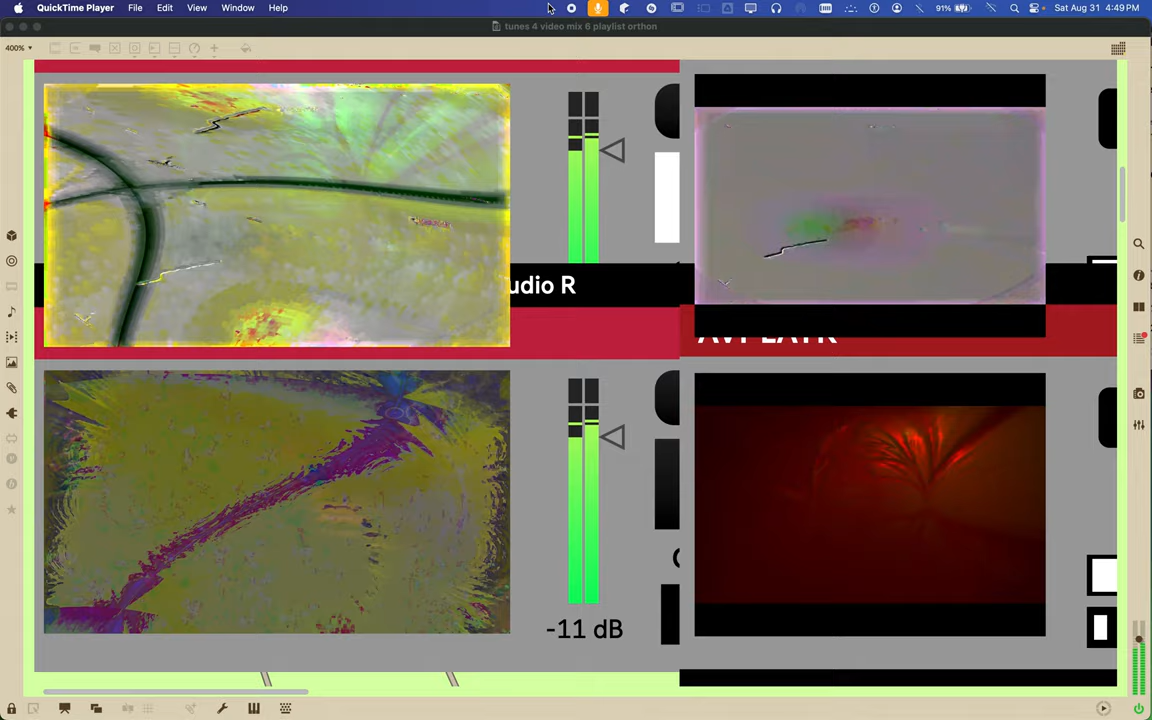 QuickTime Player File Edit View Window Help 91% Sat Aug 31 4:49 PM
tunes 4 video mix 6 playlist orthon
400%
udio R
-11 dB